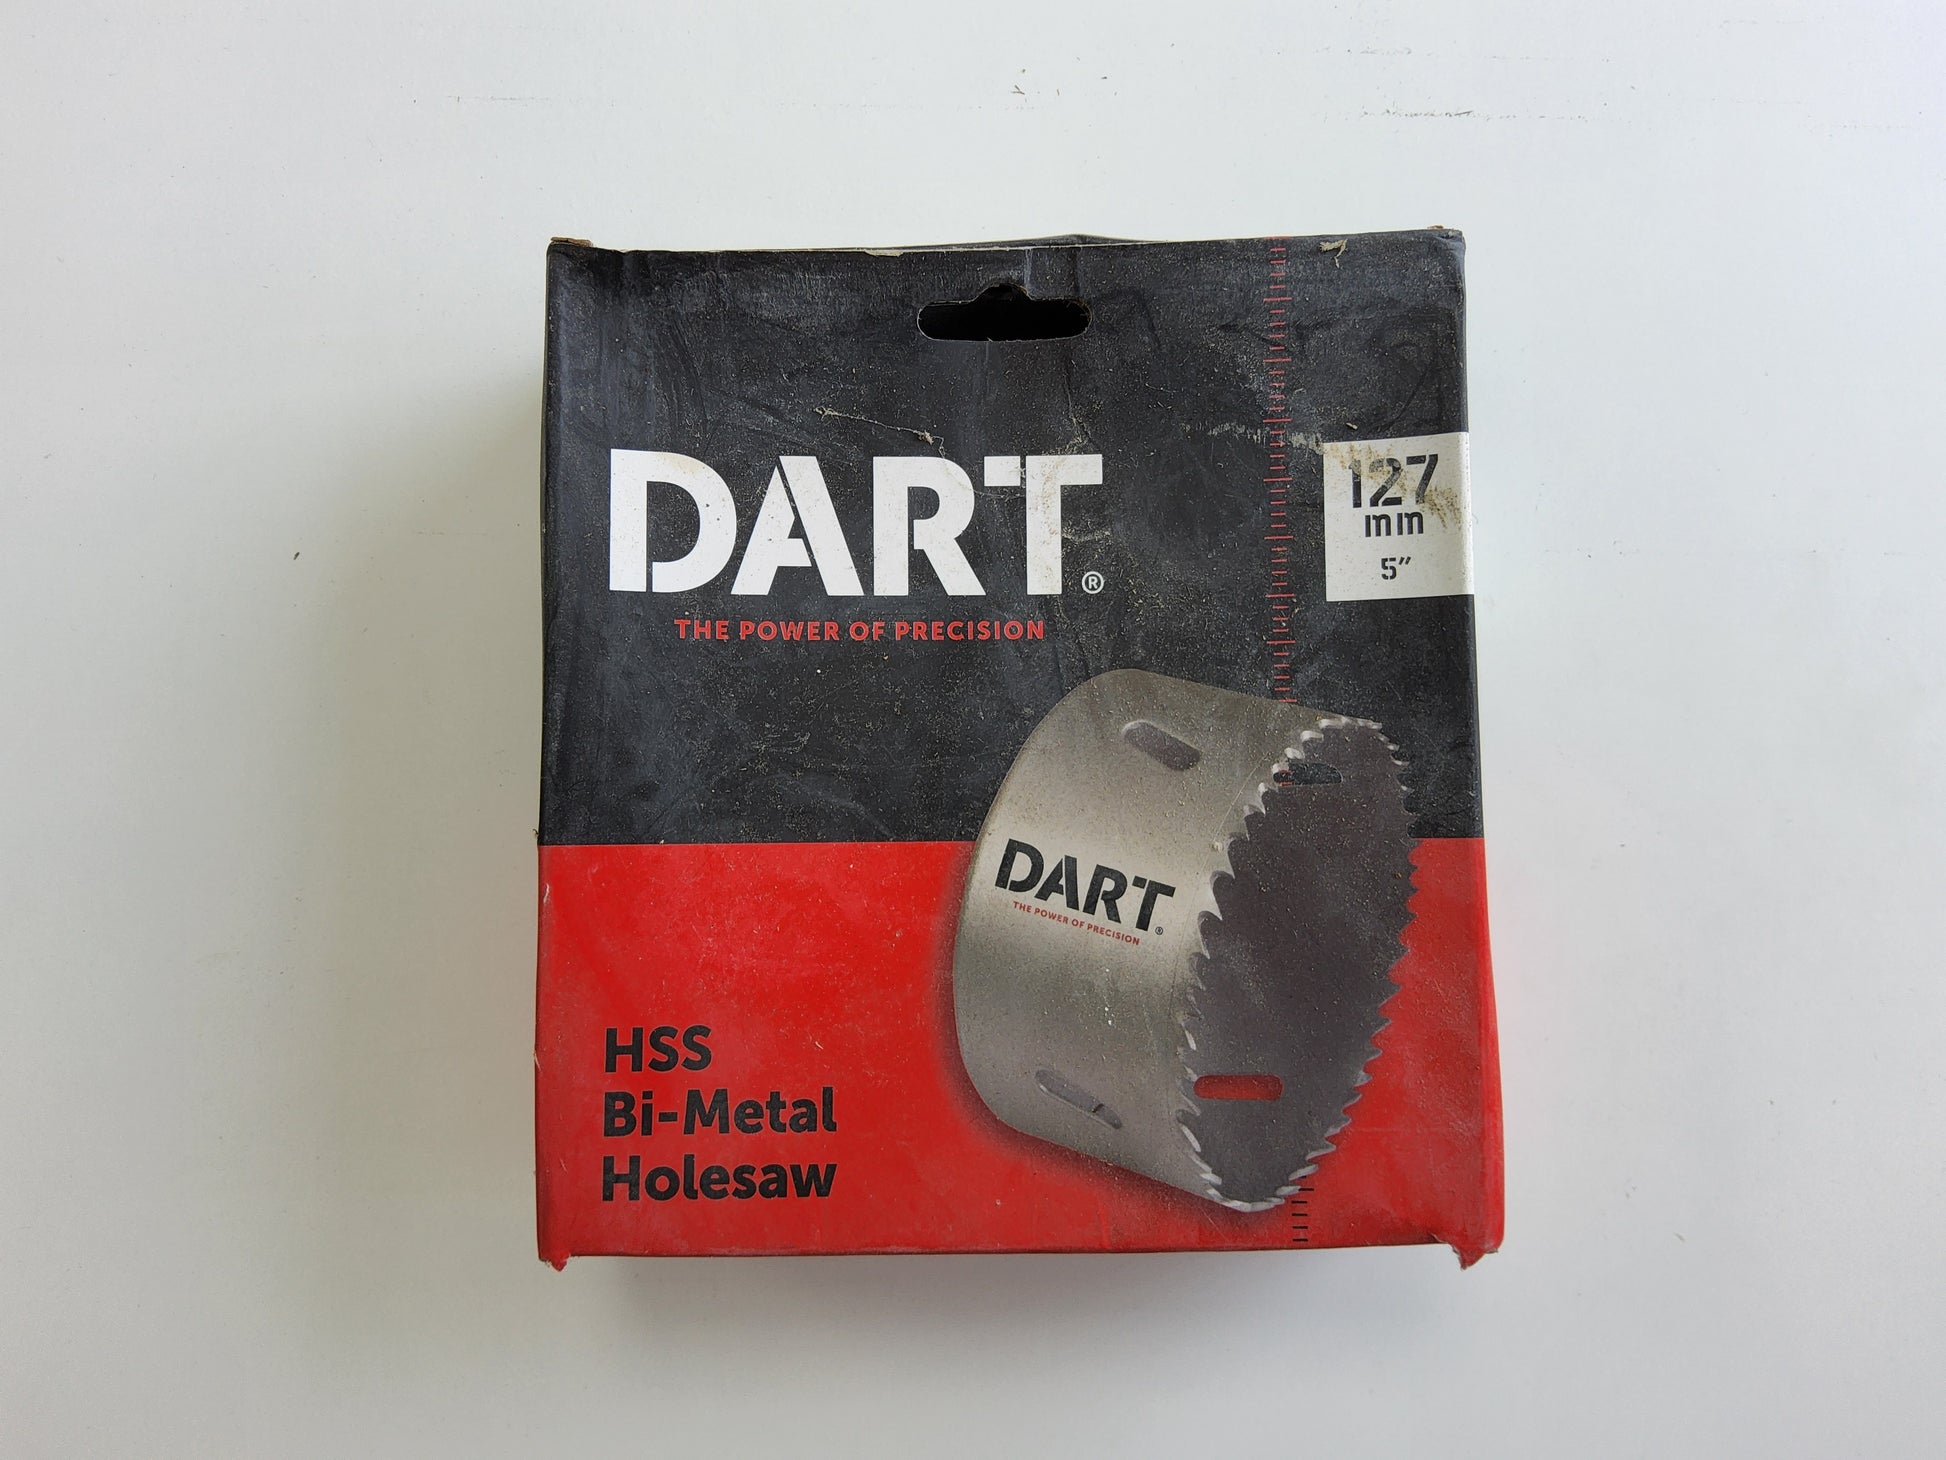 DART®
THE POWER OF PRECISION
127
mm
5"
DART®
THE POWER OF PRECISION
HSS
Bi-Metal
Holesaw